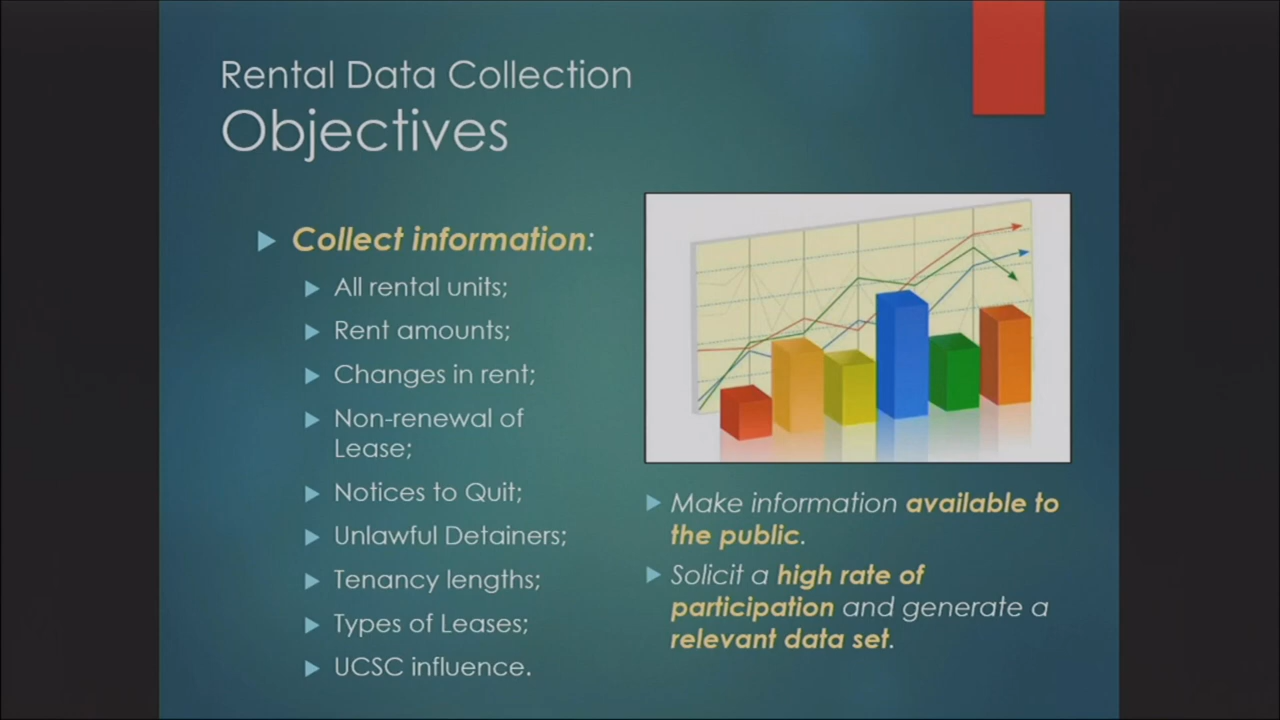 Rental Data Collection
Objectives
Collect information:
All rental units;
Rent amounts;
Changes in rent;
Non-renewal of
Lease;
Notices to Quit;
Unlawful Detainers;
Tenancy lengths;
Types of Leases;
UCSC influence.
Make information available to
the public.
Solicit a high rate of
participation and generate a
relevant data set.